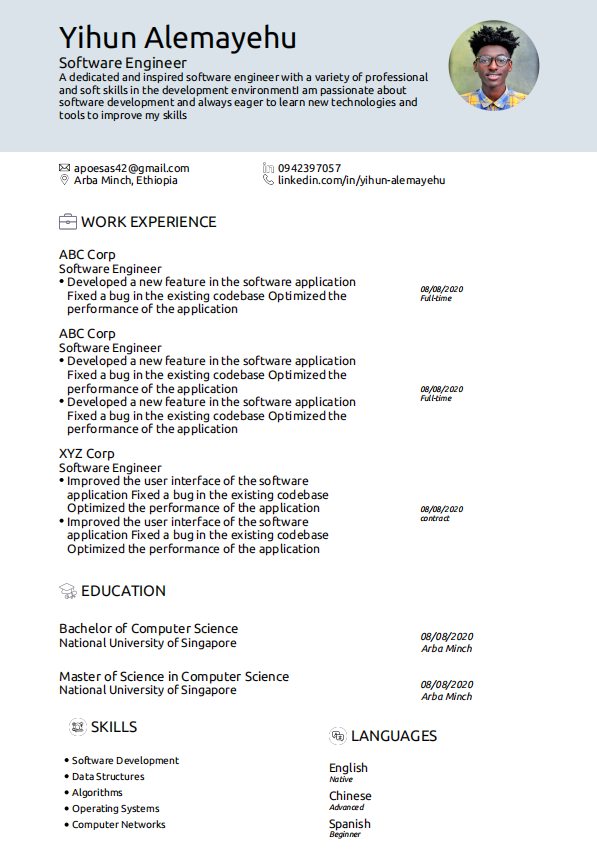 Yihun Alemayehu
Software Engineer
A dedicated and inspired software engineer with a variety of professional
and soft skills in the development environmentI am passionate about
software development and always eager to learn new technologies and
tools to improve my skills
apoesas42@gmail.com
0942397057
Arba Minch, Ethiopia
linkedin.com/in/yihun-alemayehu
WORK EXPERIENCE
ABC Corp
Software Engineer
• Developed a new feature in the software application
Fixed a bug in the existing codebase Optimized the
performance of the application
08/08/2020
Full-time
ABC Corp
Software Engineer
• Developed a new feature in the software application
Fixed a bug in the existing codebase Optimized the
performance of the application
• Developed a new feature in the software application
Fixed a bug in the existing codebase Optimized the
performance of the application
08/08/2020
Full-time
XYZ Corp
Software Engineer
• Improved the user interface of the software
application Fixed a bug in the existing codebase
Optimized the performance of the application
• Improved the user interface of the software
application Fixed a bug in the existing codebase
Optimized the performance of the application
08/08/2020
contract
EDUCATION
Bachelor of Computer Science
National University of Singapore
08/08/2020
Arba Minch
Master of Science in Computer Science
National University of Singapore
08/08/2020
Arba Minch
SKILLS
• Software Development
• Data Structures
• Algorithms
• Operating Systems
• Computer Networks
LANGUAGES
English
Native
Chinese
Advanced
Spanish
Beginner